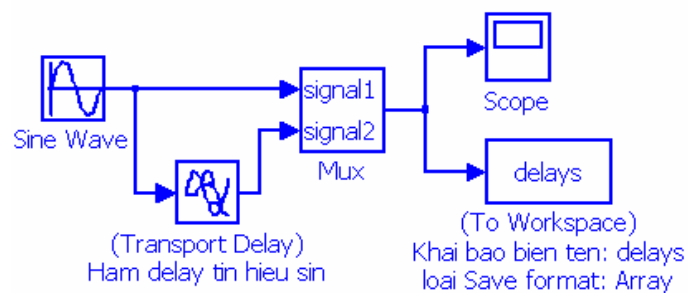 signal1
signal2
Scope
Sine Wave
Mux
delays
(Transport Delay)
Ham delay tin hieu sin
(To Workspace)
Khai bao bien ten: delays
loai Save format: Array